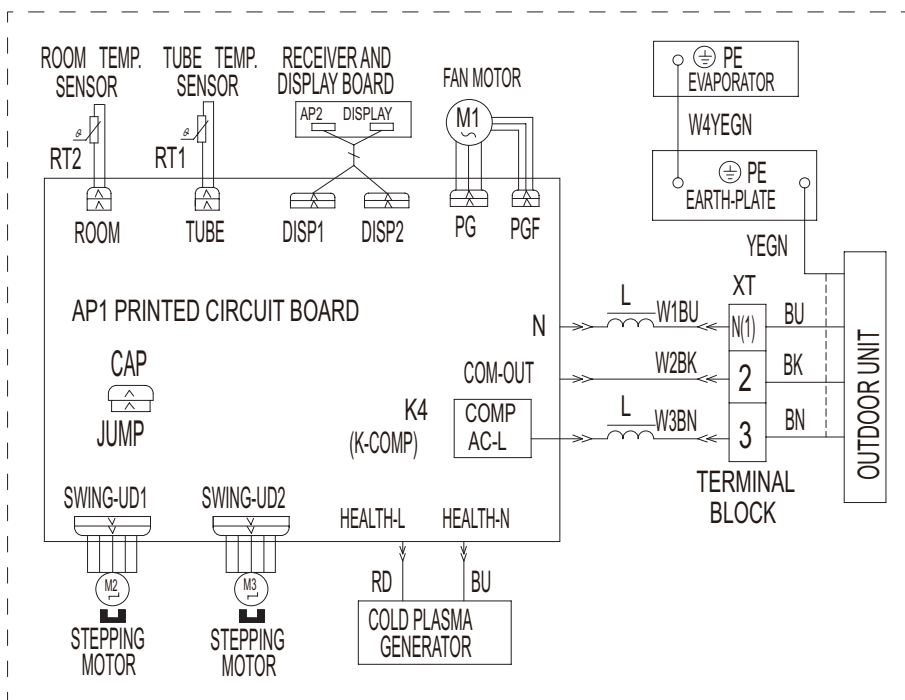 ROOM TEMP.
SENSOR
TUBE TEMP.
SENSOR
RECEIVER AND
DISPLAY BOARD
AP2 DISPLAY
FAN MOTOR
M1
PE
EVAPORATOR
W4YEGN
PE
EARTH-PLATE
YEGN
θ
RT2
θ
RT1
ROOM
TUBE
DISP1
DISP2
PG
PGF
AP1 PRINTED CIRCUIT BOARD
CAP
JUMP
N
L
W1BU
XT
N(1)
BU
COM-OUT
W2BK
2
BK
K4
(K-COMP)
COMP
AC-L
L
W3BN
3
BN
TERMINAL
BLOCK
OUTDOOR UNIT
SWING-UD1
SWING-UD2
HEALTH-L
HEALTH-N
M2
STEPPING
MOTOR
M3
STEPPING
MOTOR
RD
BU
COLD PLASMA
GENERATOR